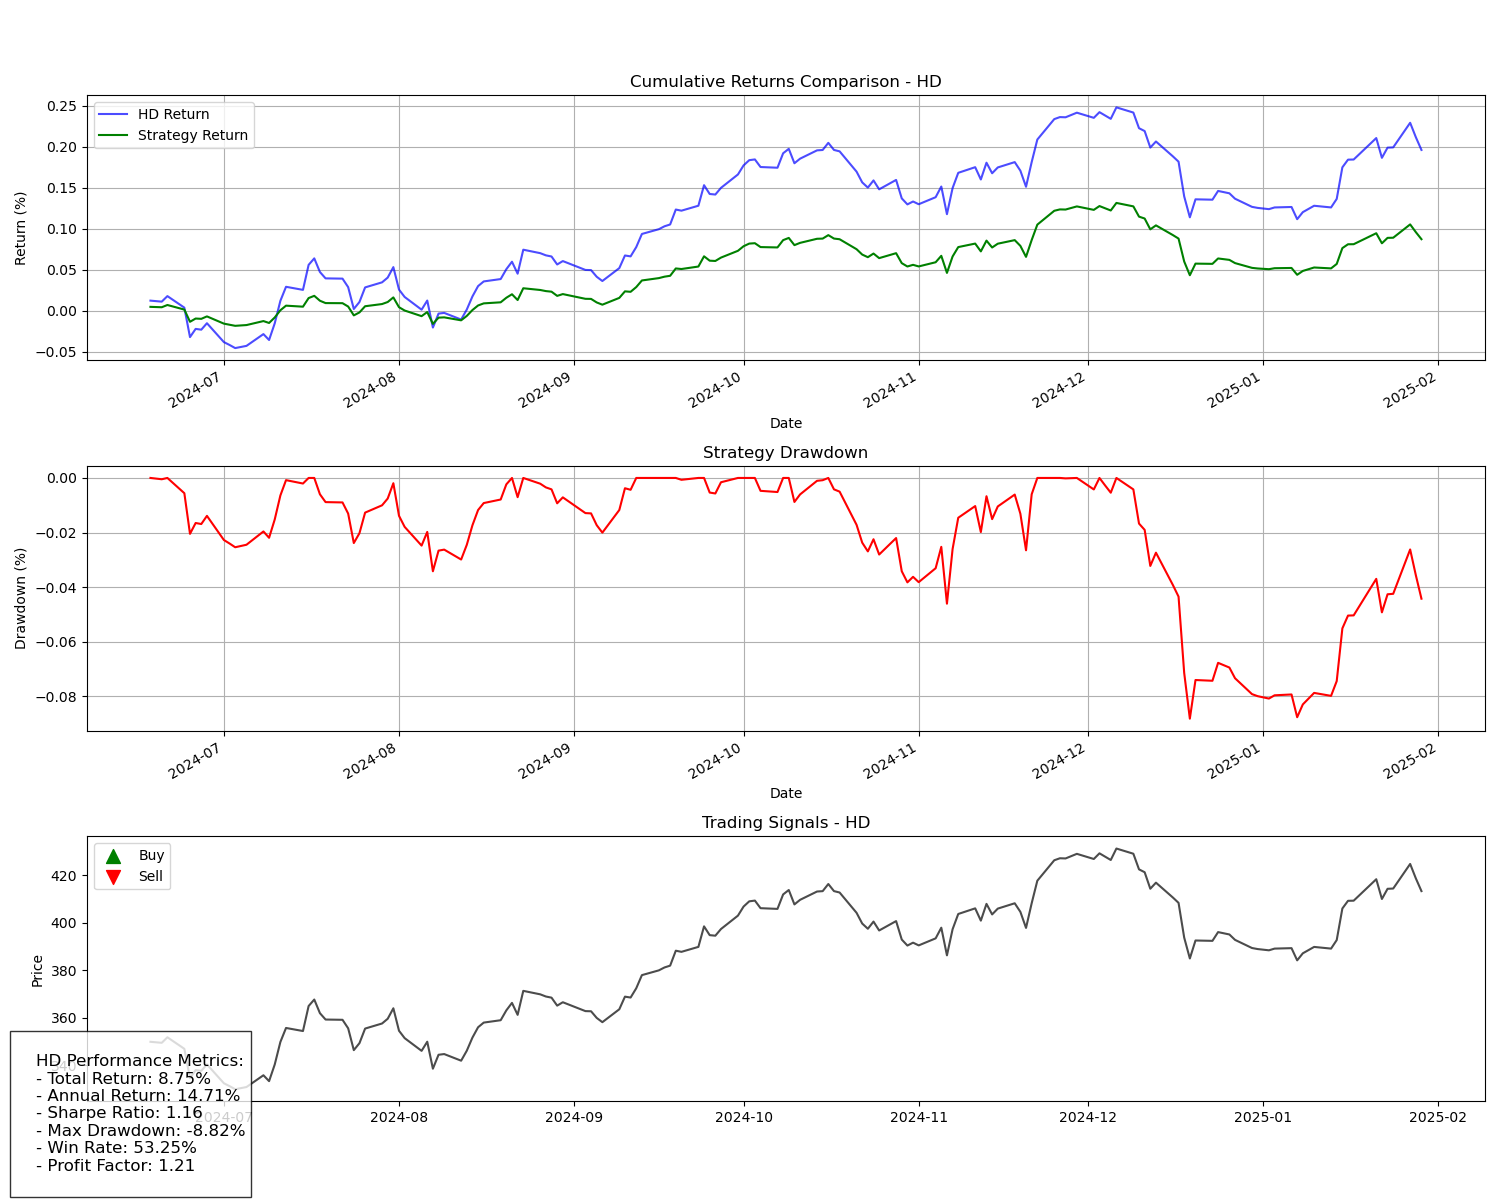 Cumulative Returns Comparison - HD
HD Return
Strategy Return
Return (%)
0.25
0.20
0.15
0.10
0.05
0.00
−0.05
2024-07
2024-08
2024-09
2024-10
2024-11
2024-12
2025-01
2025-02
Date
Strategy Drawdown
Drawdown (%)
0.00
−0.02
−0.04
−0.06
−0.08
2024-07
2024-08
2024-09
2024-10
2024-11
2024-12
2025-01
2025-02
Date
Trading Signals - HD
Buy
Sell
Price
420
400
380
360
340
2024-07
2024-08
2024-09
2024-10
2024-11
2024-12
2025-01
2025-02
HD Performance Metrics:
- Total Return: 8.75%
- Annual Return: 14.71%
- Sharpe Ratio: 1.16
- Max Drawdown: -8.82%
- Win Rate: 53.25%
- Profit Factor: 1.21